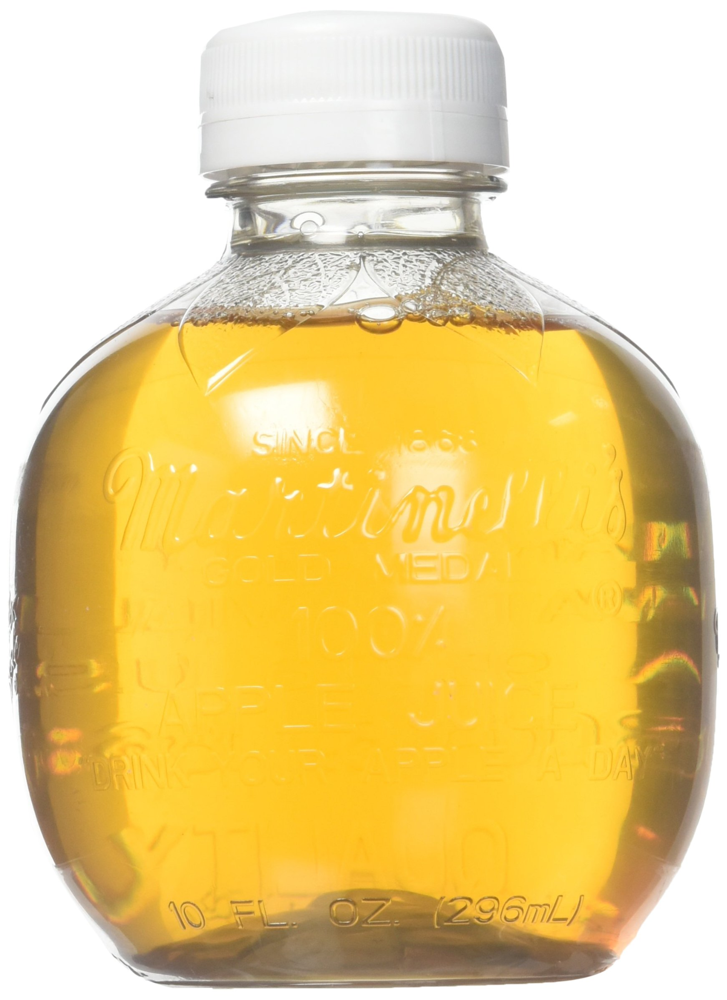 SINCE 1868
Martinelli's
GOLD MEDAL
®
100%
APPLE JUICE
"DRINK YOUR APPLE A DAY"
10 FL. OZ. (296mL)